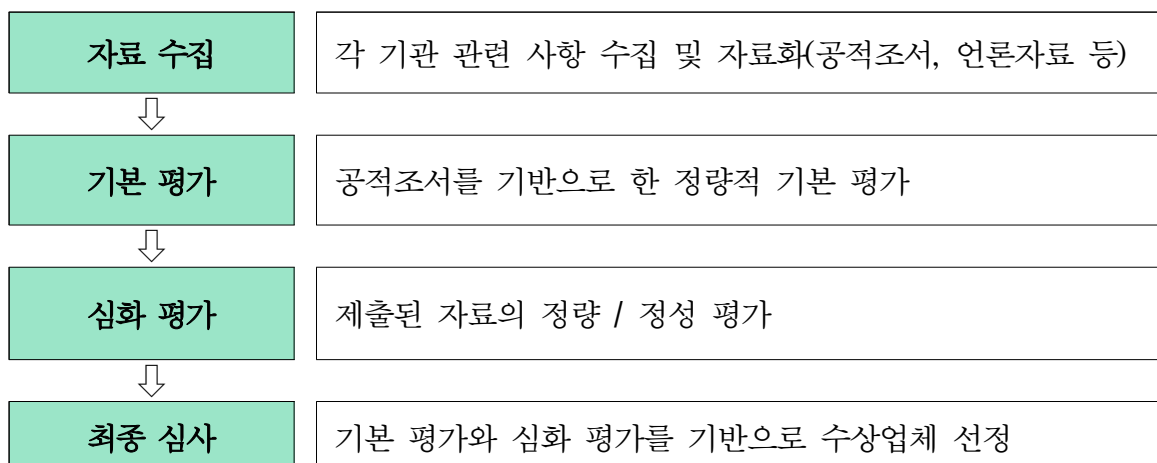 자료 수집
각 기관 관련 사항 수집 및 자료화(공적조서, 언론자료 등)
기본 평가
공적조서를 기반으로 한 정량적 기본 평가
심화 평가
제출된 자료의 정량 / 정성 평가
최종 심사
기본 평가와 심화 평가를 기반으로 수상업체 선정